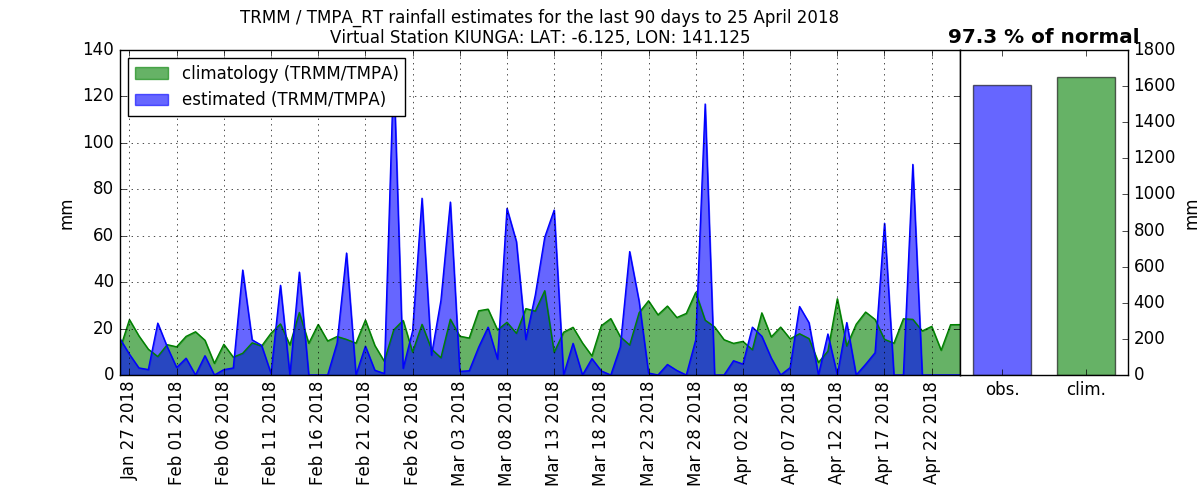 TRMM / TMPA_RT rainfall estimates for the last 90 days to 25 April 2018
Virtual Station KIUNGA: LAT: -6.125, LON: 141.125
97.3 % of normal
climatology (TRMM/TMPA)
estimated (TRMM/TMPA)
mm
140
120
100
80
60
40
20
0
Jan 27 2018
Feb 01 2018
Feb 06 2018
Feb 11 2018
Feb 16 2018
Feb 21 2018
Feb 26 2018
Mar 03 2018
Mar 08 2018
Mar 13 2018
Mar 18 2018
Mar 23 2018
Mar 28 2018
Apr 02 2018
Apr 07 2018
Apr 12 2018
Apr 17 2018
Apr 22 2018
1800
1600
1400
1200
1000
800
600
400
200
0
mm
obs.
clim.